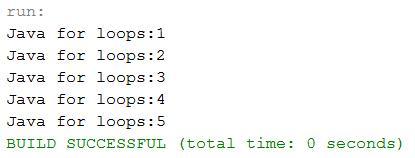 run:
Java for loops:1
Java for loops:2
Java for loops:3
Java for loops:4
Java for loops:5
BUILD SUCCESSFUL (total time: 0 seconds)